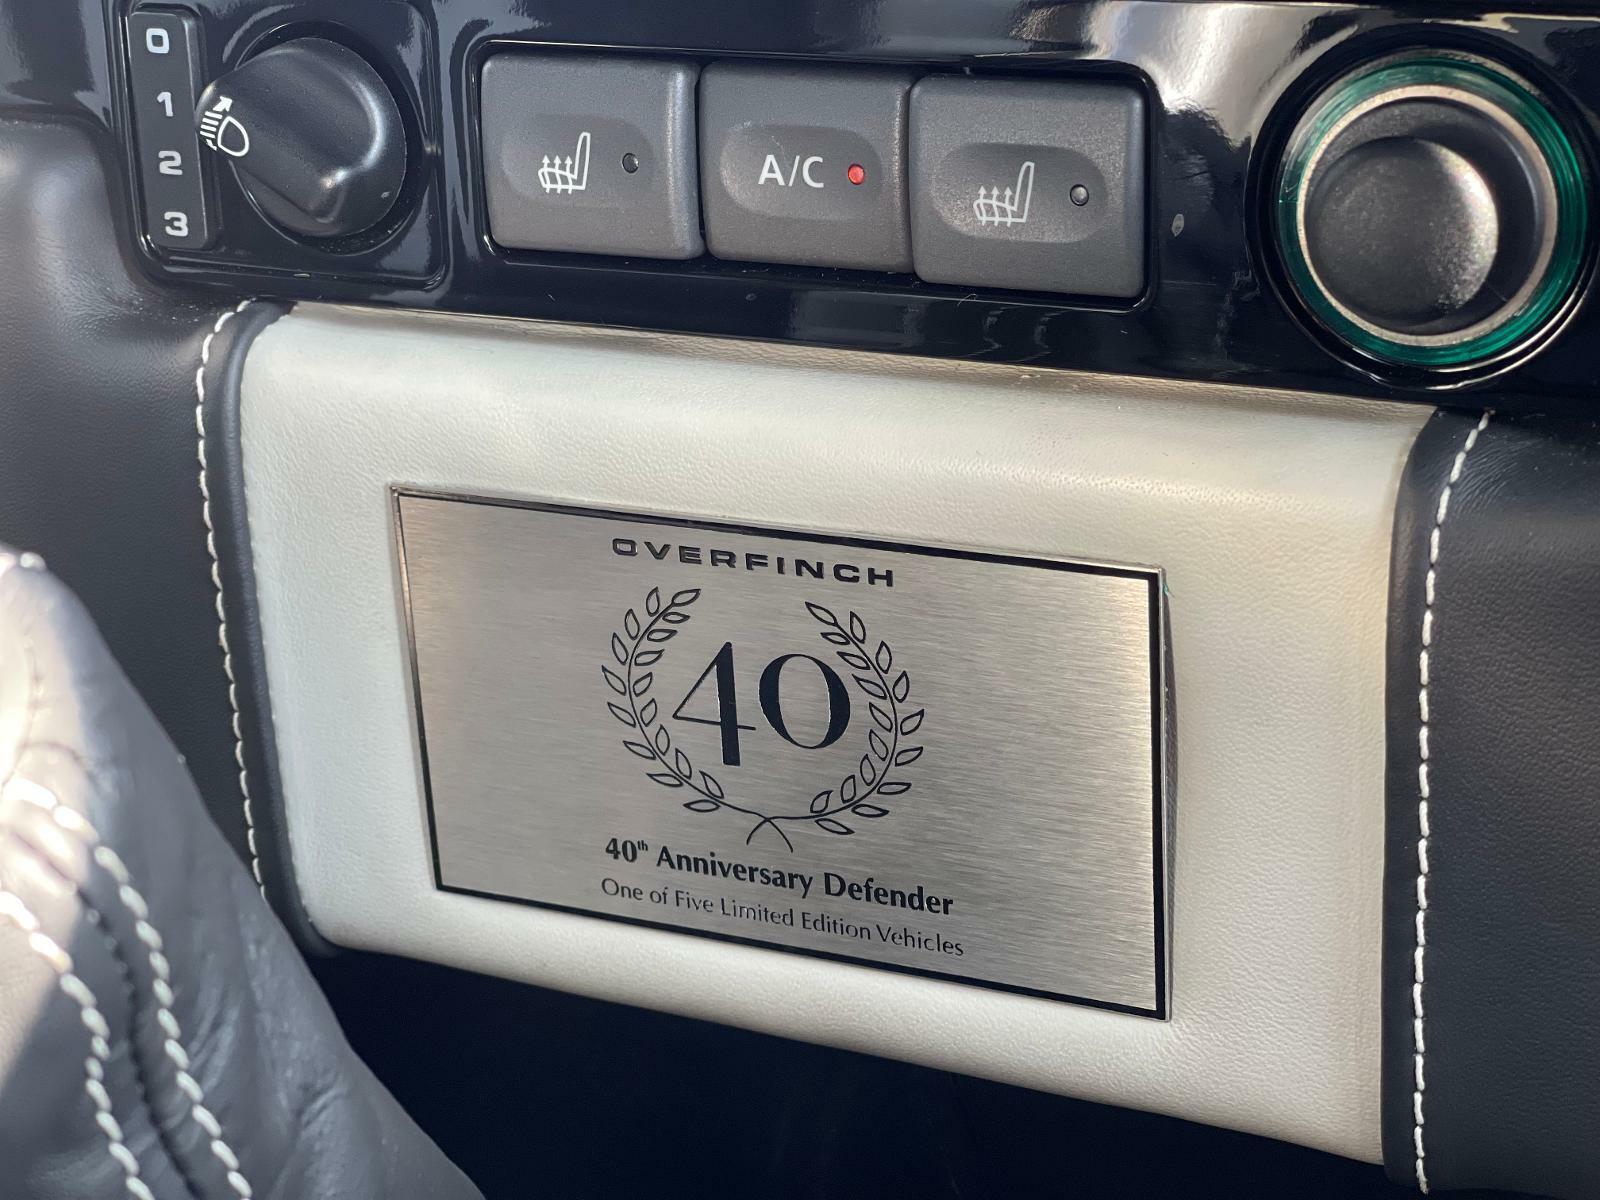 0
1
2
3
A/C
OVERFINCH
40
40th Anniversary Defender
One of Five Limited Edition Vehicles